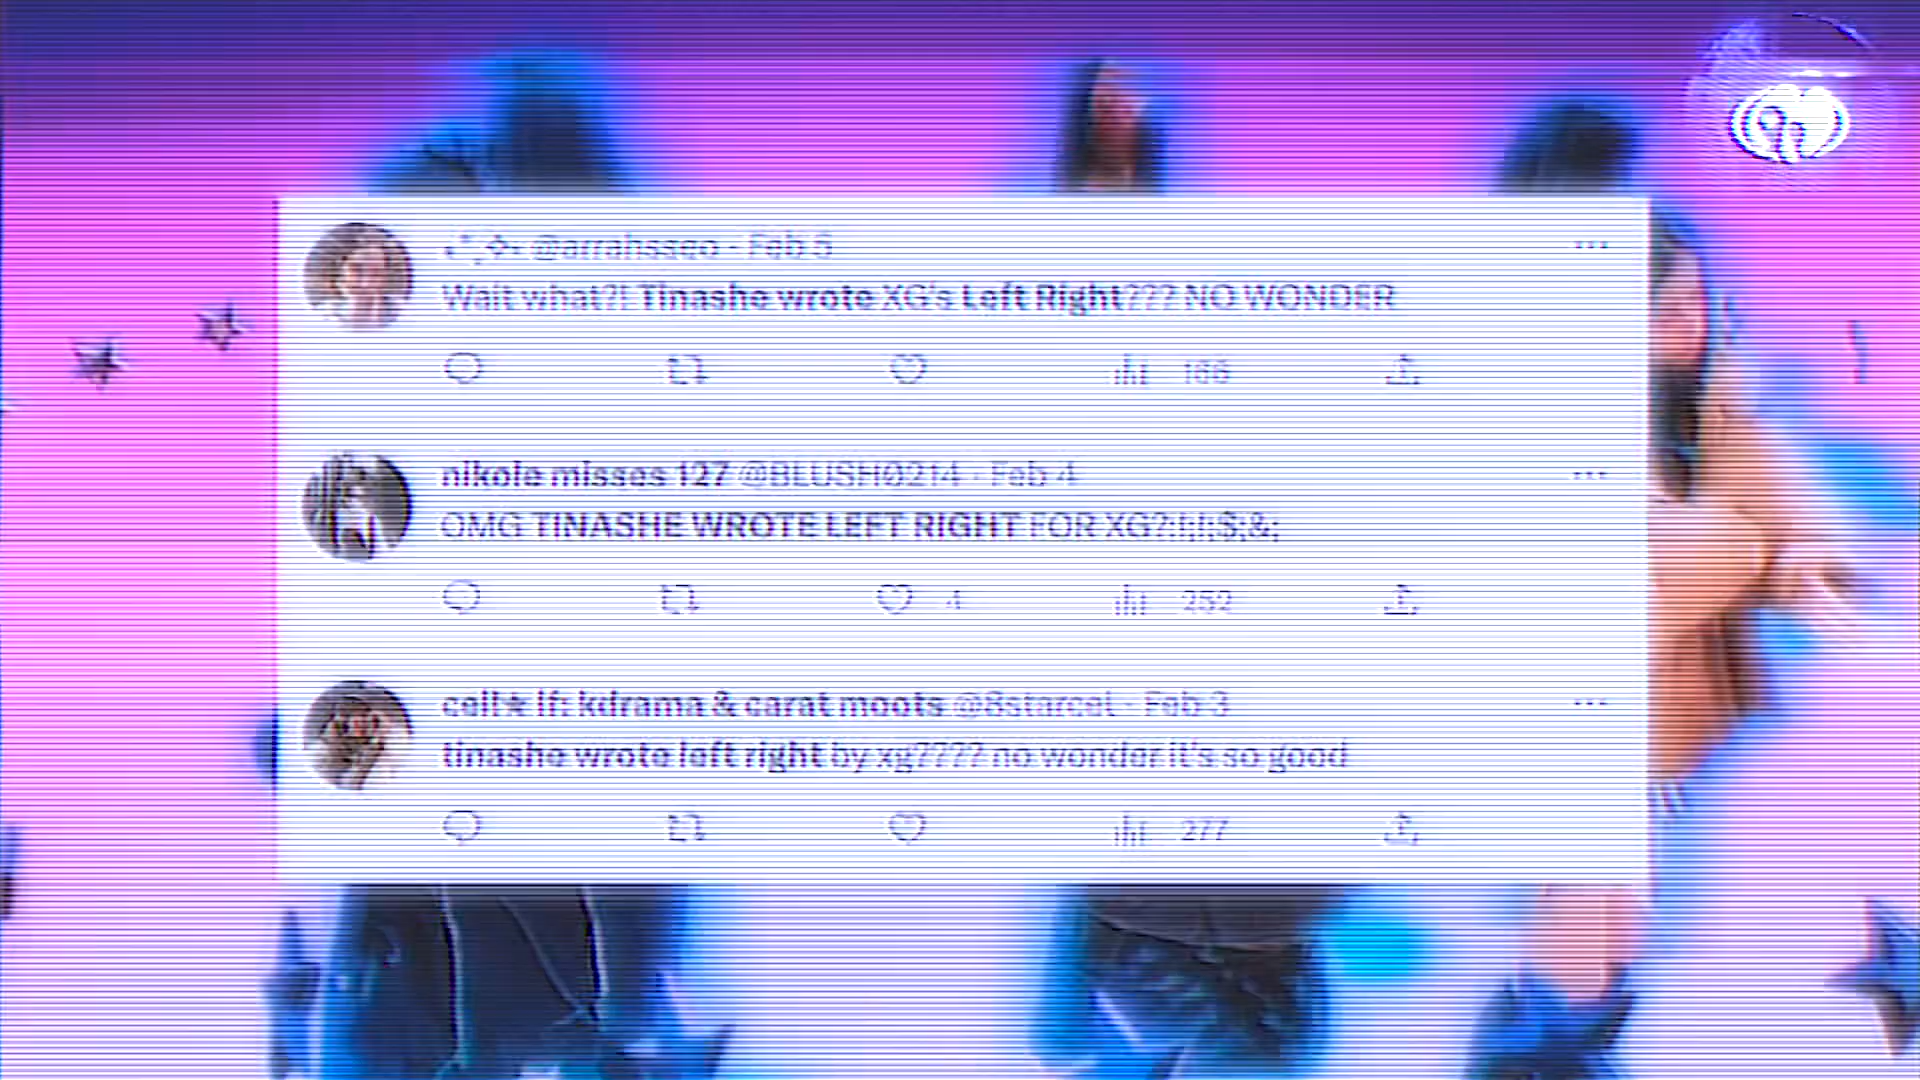 @arrahsseo · Feb 5
Wait what?! Tinashe wrote XG's Left Right??? NO WONDER
166
nikole misses 127 @BLUSH0214 · Feb 4
OMG TINASHE WROTE LEFT RIGHT FOR XG?:!;!;$;&;
4 252
cell★ lf: kdrama & carat moots @8starcel · Feb 3
tinashe wrote left right by xg???? no wonder it's so good
277